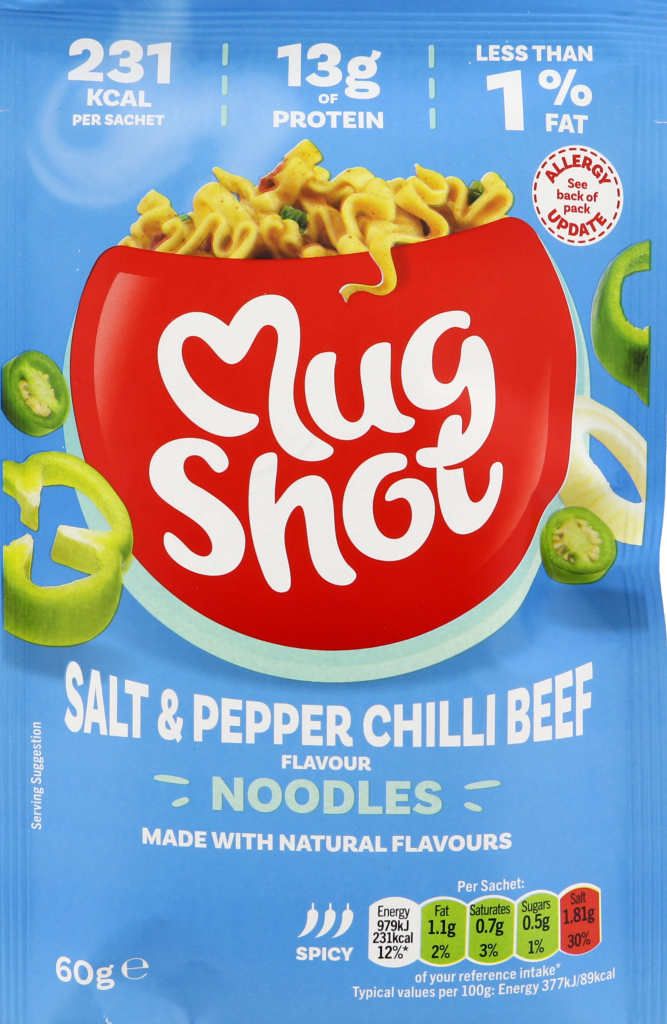 231
KCAL
PER SACHET
13g
OF
PROTEIN
LESS THAN
1%
FAT
ALLERGY
See
back of
pack
UPDATE
Mug
Shot
SALT & PEPPER CHILLI BEEF
FLAVOUR
NOODLES
MADE WITH NATURAL FLAVOURS
Serving Suggestion
SPICY
60g ℮
Per Sachet:
Energy
979kJ
231kcal
12%*
Fat
1.1g
2%
Saturates
0.7g
3%
Sugars
0.5g
1%
Salt
1.81g
30%
of your reference intake*
Typical values per 100g: Energy 377kJ/89kcal